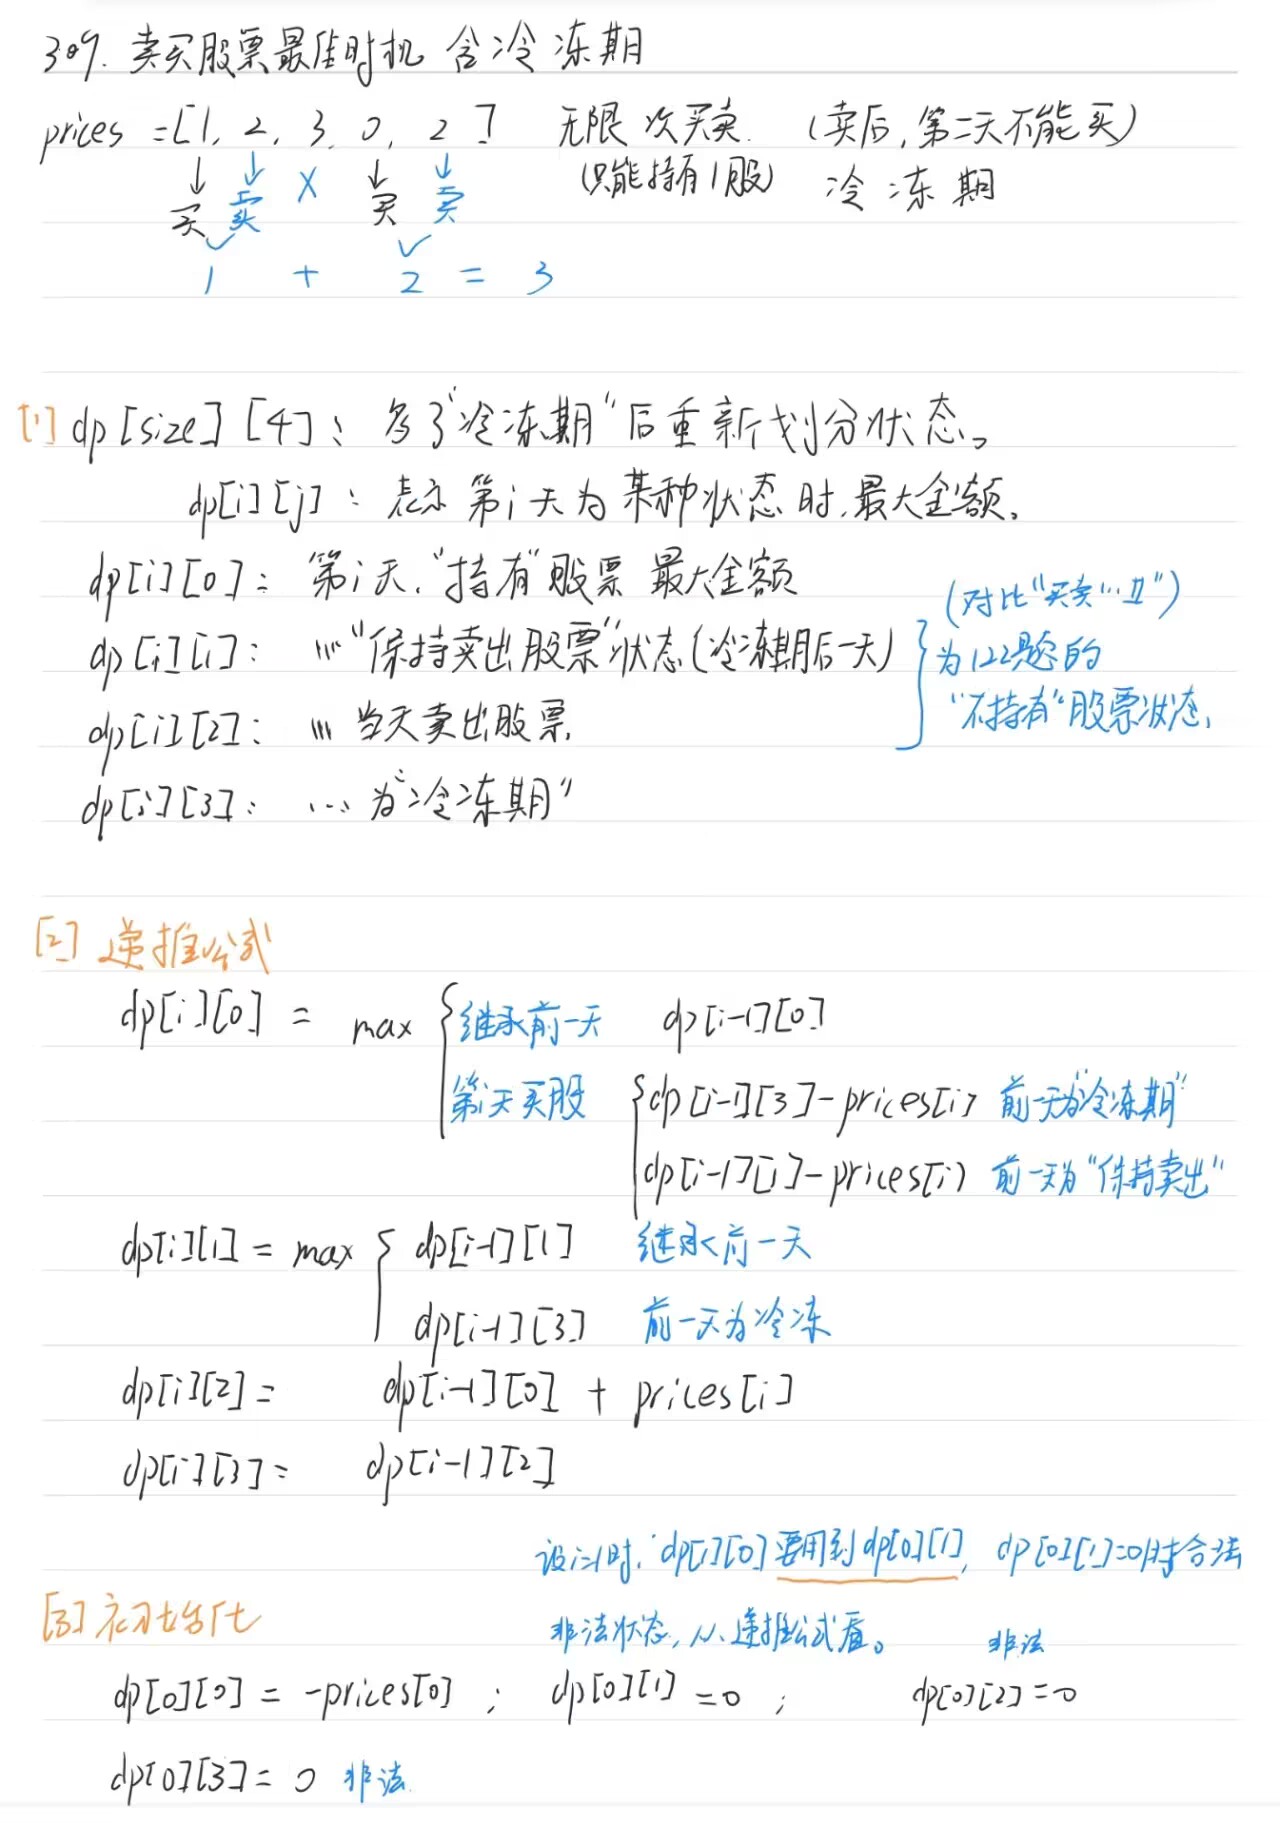 309. 卖买股票最佳时机 含冷冻期
prices =[1, 2, 3, 0, 2] 无限次买卖. (卖后,第二天不能买)
↓ ↓ X ↓ ↓ (只能持有1股) 冷冻期
买 卖 买 卖
1 + 2 = 3
[1] dp[size][4]: 多了“冷冻期”后重新划分状态。
dp[i][j]: 表示第i天为某种状态时,最大金额。
dp[i][0]: 第i天,“持有”股票 最大金额
(对比“买卖…II”)
dp[i][1]: 〃“保持卖出股票”状态(冷冻期后一天)
为122题的
“不持有”股票状态,
dp[i][2]: 〃 当天卖出股票
dp[i][3]: … 为“冷冻期”
[2] 递推公式
dp[i][0] = max { 继承前一天 dp[i-1][0]
第i天买股 { dp[i-1][3]-prices[i] 前一天为“冷冻期”
dp[i-1][1]-prices[i] 前一天为“保持卖出”
dp[i][1] = max { dp[i-1][1] 继承前一天
dp[i-1][3] 前一天为冷冻
dp[i][2] = dp[i-1][0] + prices[i]
dp[i][3] = dp[i-1][2]
设i=1时, dp[1][0]要用到dp[0][1], dp[0][1]=0时才合法
[3] 初始化
非法状态,从递推公式看。 非法
dp[0][0] = -prices[0] ; dp[0][1] =0 ; dp[0][2]=0
dp[0][3]= 0 非法